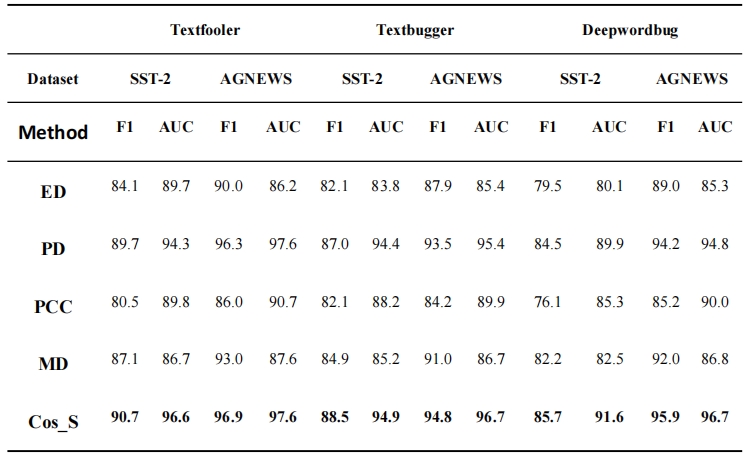 Textfooler Textbugger Deepwordbug
Dataset SST-2 AGNEWS SST-2 AGNEWS SST-2 AGNEWS
Method F1 AUC F1 AUC F1 AUC F1 AUC F1 AUC F1 AUC
ED 84.1 89.7 90.0 86.2 82.1 83.8 87.9 85.4 79.5 80.1 89.0 85.3
PD 89.7 94.3 96.3 97.6 87.0 94.4 93.5 95.4 84.5 89.9 94.2 94.8
PCC 80.5 89.8 86.0 90.7 82.1 88.2 84.2 89.9 76.1 85.3 85.2 90.0
MD 87.1 86.7 93.0 87.6 84.9 85.2 91.0 86.7 82.2 82.5 92.0 86.8
Cos_S 90.7 96.6 96.9 97.6 88.5 94.9 94.8 96.7 85.7 91.6 95.9 96.7